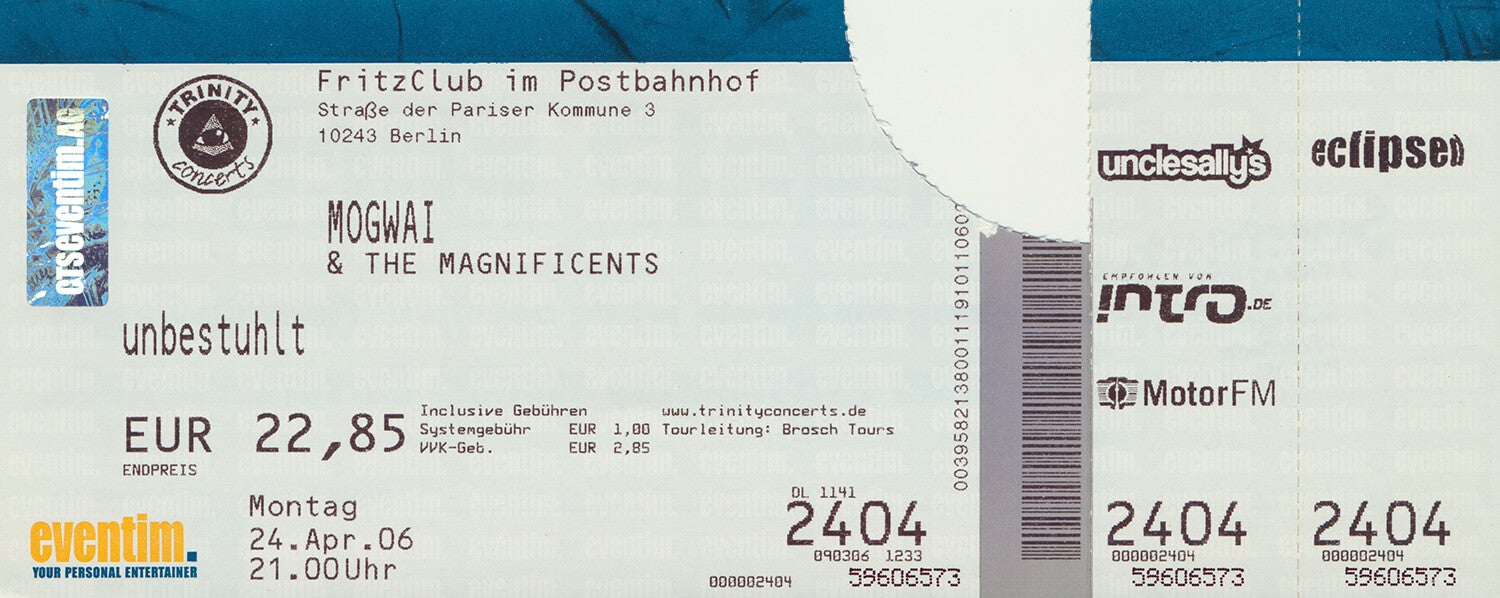 FritzClub im Postbahnhof
Straße der Pariser Kommune 3
10243 Berlin
TRINITY
concerts
ctseventim.AG
MOGWAI
& THE MAGNIFICENTS
unbestuhlt
EUR 22,85
ENDPREIS
Inclusive Gebühren
Systemgebühr EUR 1,00
VVK-Geb. EUR 2,85
www.trinityconcerts.de
Tourleitung: Brosch Tours
Montag
24.Apr.06
21.00Uhr
eventim.
YOUR PERSONAL ENTERTAINER
DL 1141
2404
090306 1233
000002404
59606573
unclesally's
EMPFOHLEN VON
intro.DE
MotorFM
2404
000002404
59606573
eclipsed
2404
000002404
59606573